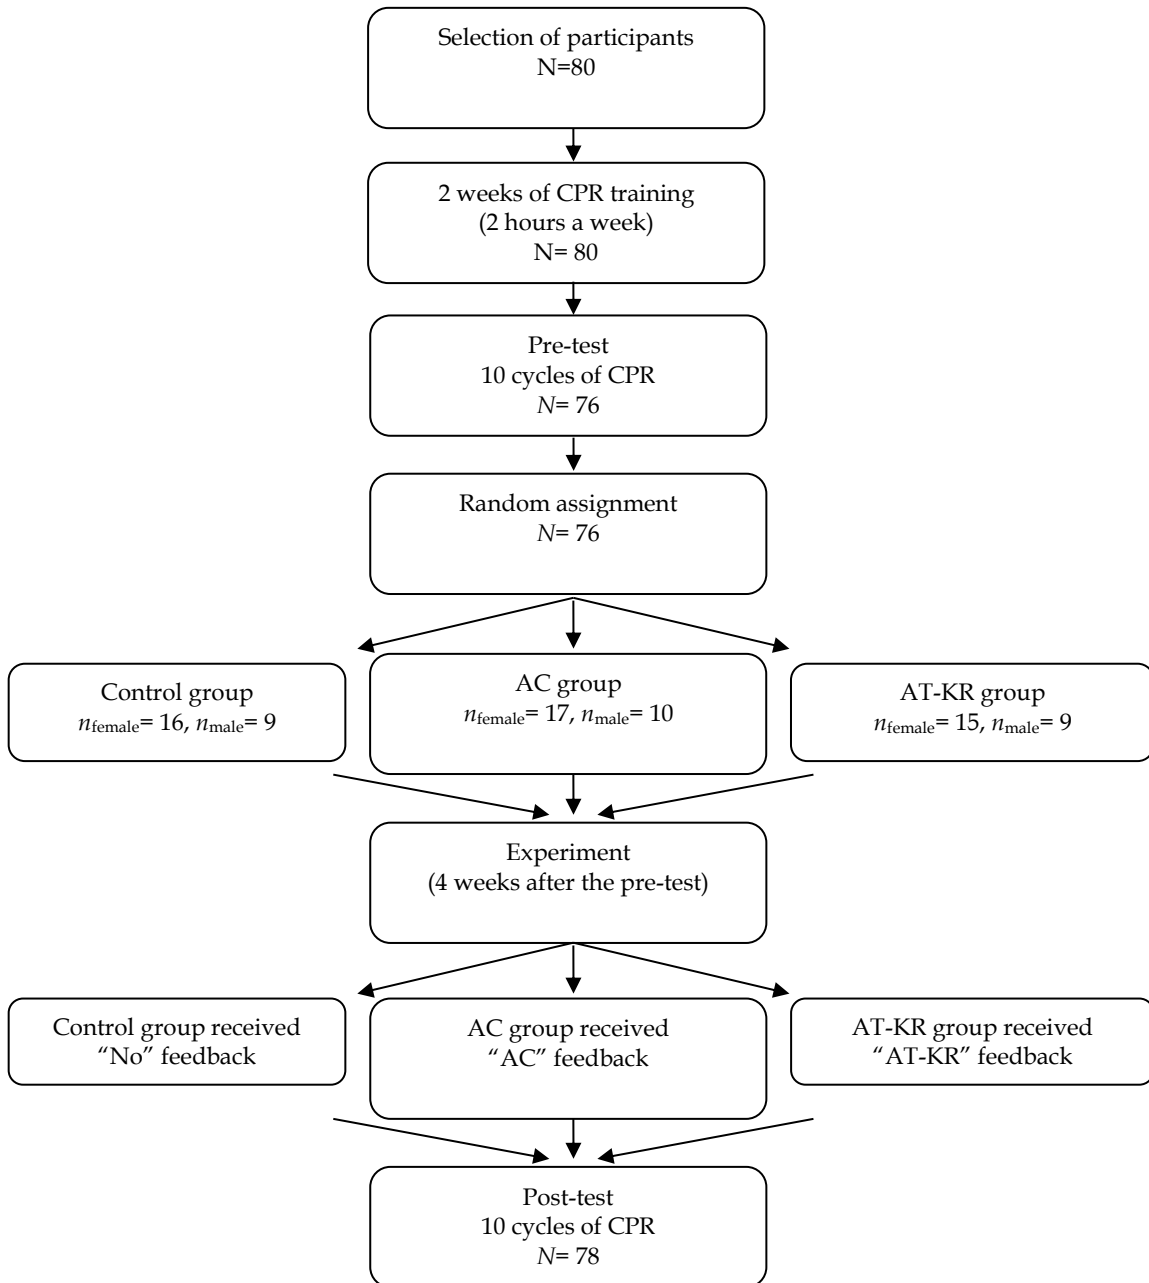 Selection of participants
N=80
2 weeks of CPR training
(2 hours a week)
N= 80
Pre-test
10 cycles of CPR
N= 76
Random assignment
N= 76
Control group
nfemale= 16, nmale= 9
AC group
nfemale= 17, nmale= 10
AT-KR group
nfemale= 15, nmale= 9
Experiment
(4 weeks after the pre-test)
Control group received
“No” feedback
AC group received
“AC” feedback
AT-KR group received
“AT-KR” feedback
Post-test
10 cycles of CPR
N= 78